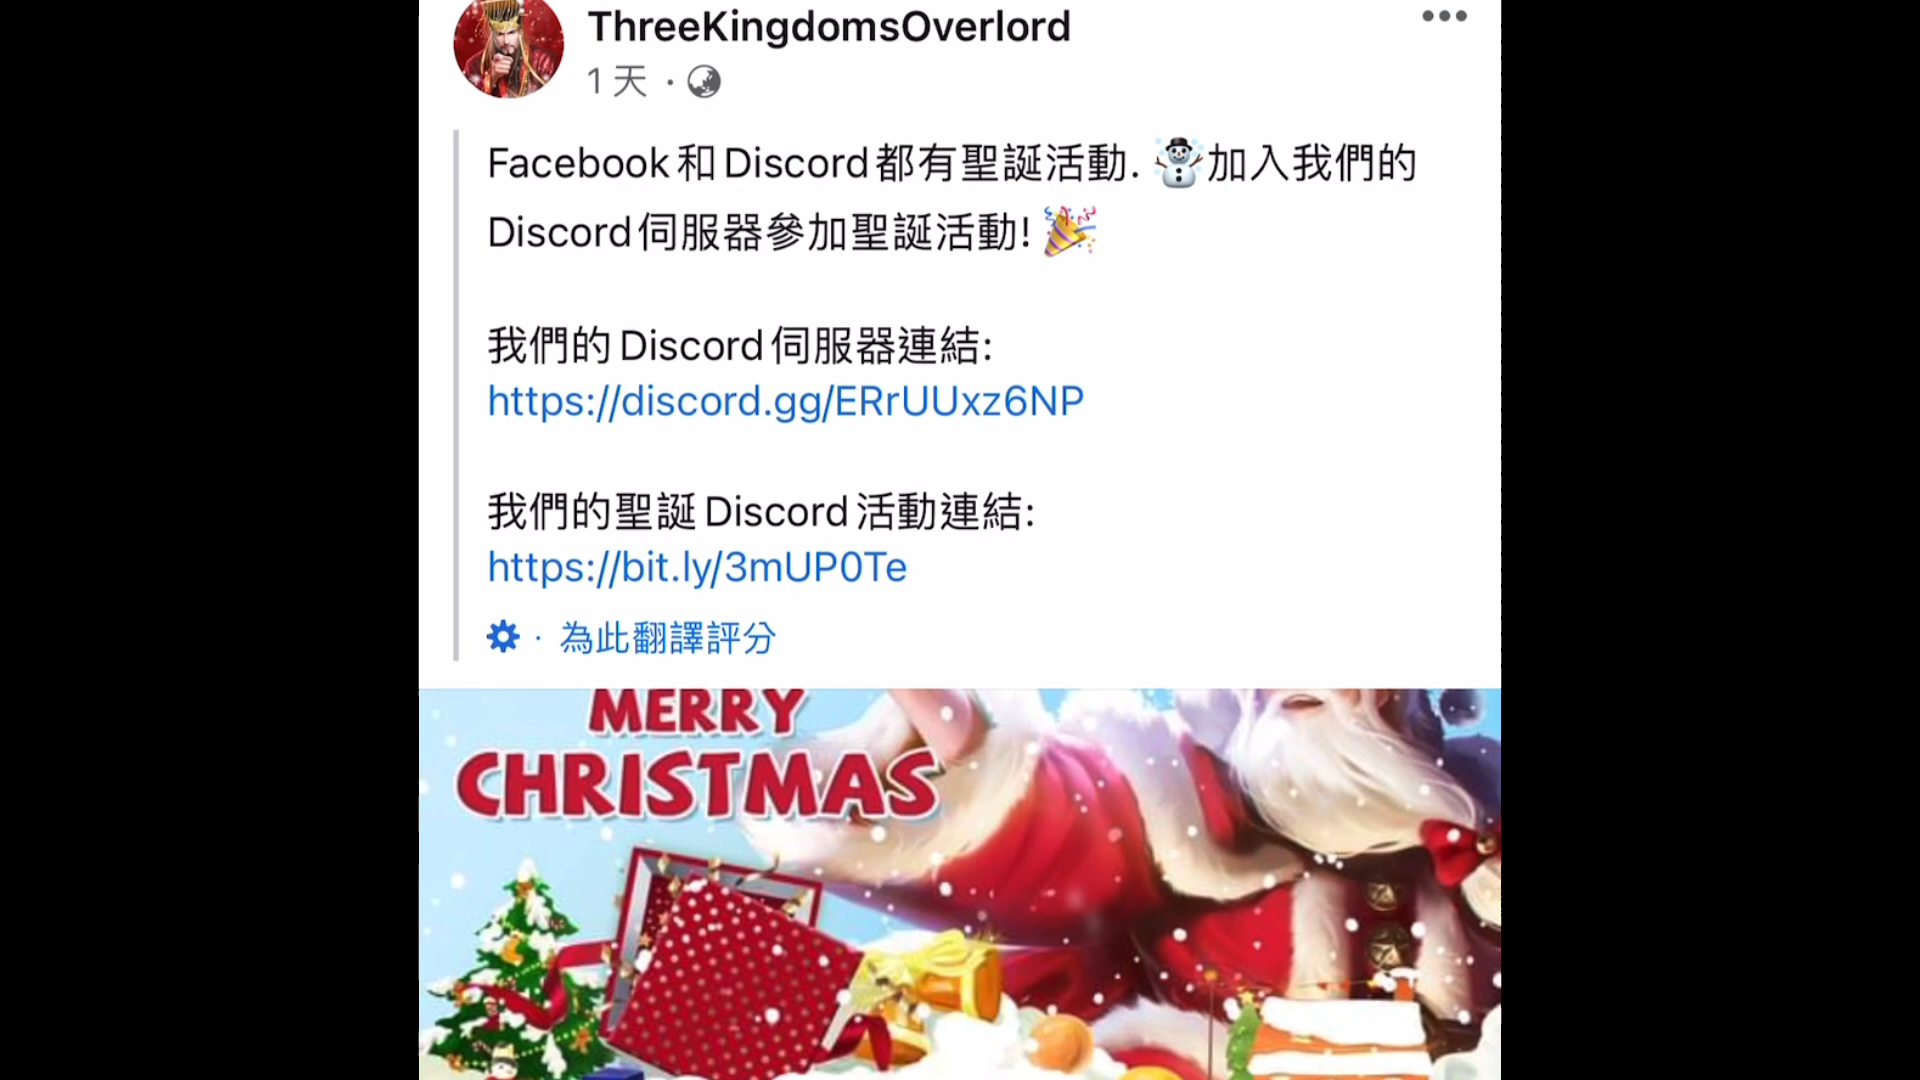 ThreeKingdomsOverlord
1 天 ·
Facebook和Discord都有聖誕活動. ☃️加入我們的
Discord伺服器參加聖誕活動! 🎉
我們的Discord伺服器連結:
https://discord.gg/ERrUUxz6NP
我們的聖誕Discord活動連結:
https://bit.ly/3mUP0Te
· 為此翻譯評分
MERRY
CHRISTMAS